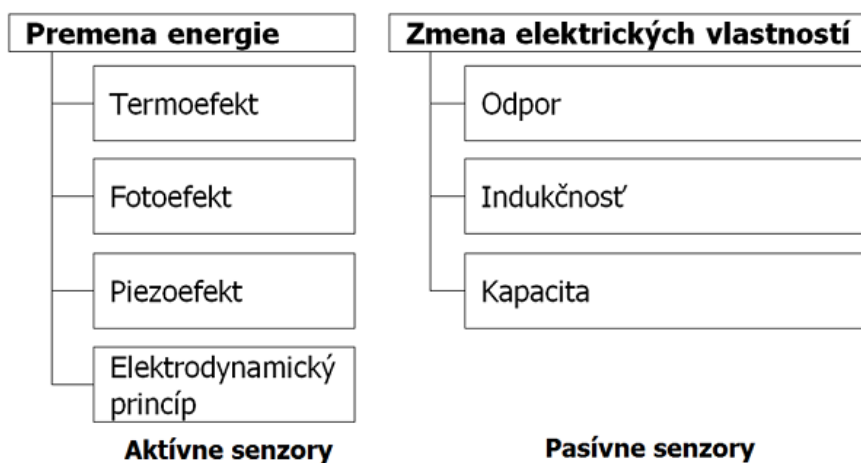 Premena energie
Termoefekt
Fotoefekt
Piezoefekt
Elektrodynamický
princíp
Aktívne senzory
Zmena elektrických vlastností
Odpor
Indukčnosť
Kapacita
Pasívne senzory